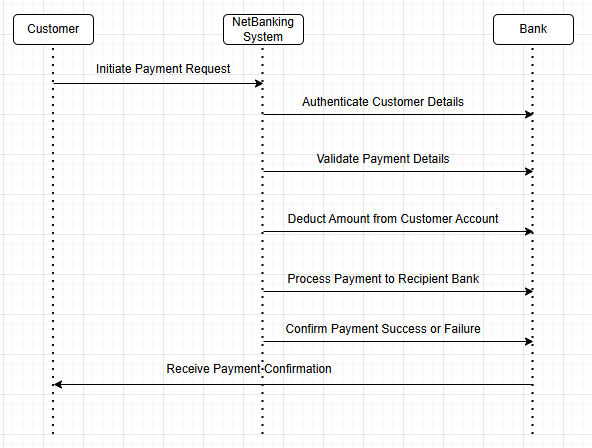 Customer
NetBanking
System
Bank
Initiate Payment Request
Authenticate Customer Details
Validate Payment Details
Deduct Amount from Customer Account
Process Payment to Recipient Bank
Confirm Payment Success or Failure
Receive Payment Confirmation